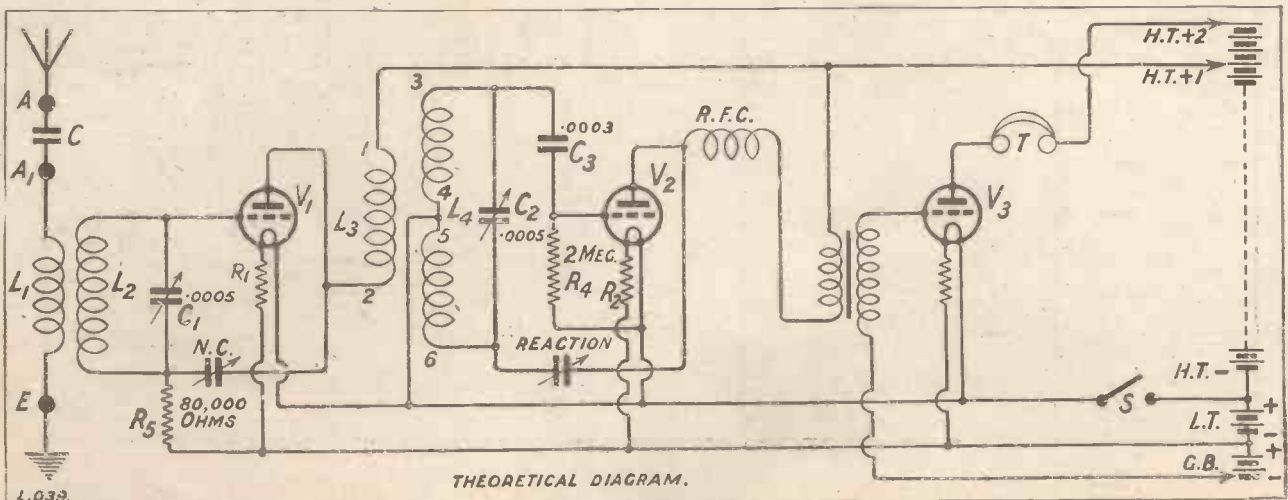 H.T.+2
H.T.+1
A
C
A1
3
.0003
C3
R.F.C.
T
V1
V2
V3
1
L3
2
4
L4
5
C2
.0005
6
2 MEG.
R4
R2
R1
L1
L2
.0005
C1
N.C.
REACTION
H.T.-
E
R5
80,000
OHMS
S
+
L.T.
-
+
G.B.
-
THEORETICAL DIAGRAM.
L.039.